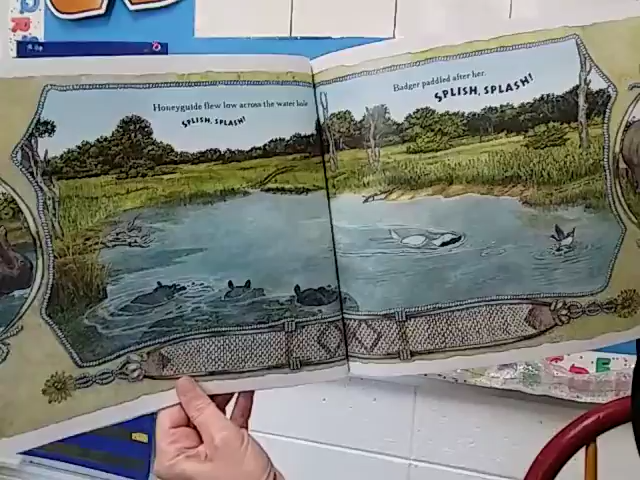 Honeyguide flew low across the water hole
SPLISH, SPLASH!
Badger paddled after her.
SPLISH, SPLASH!